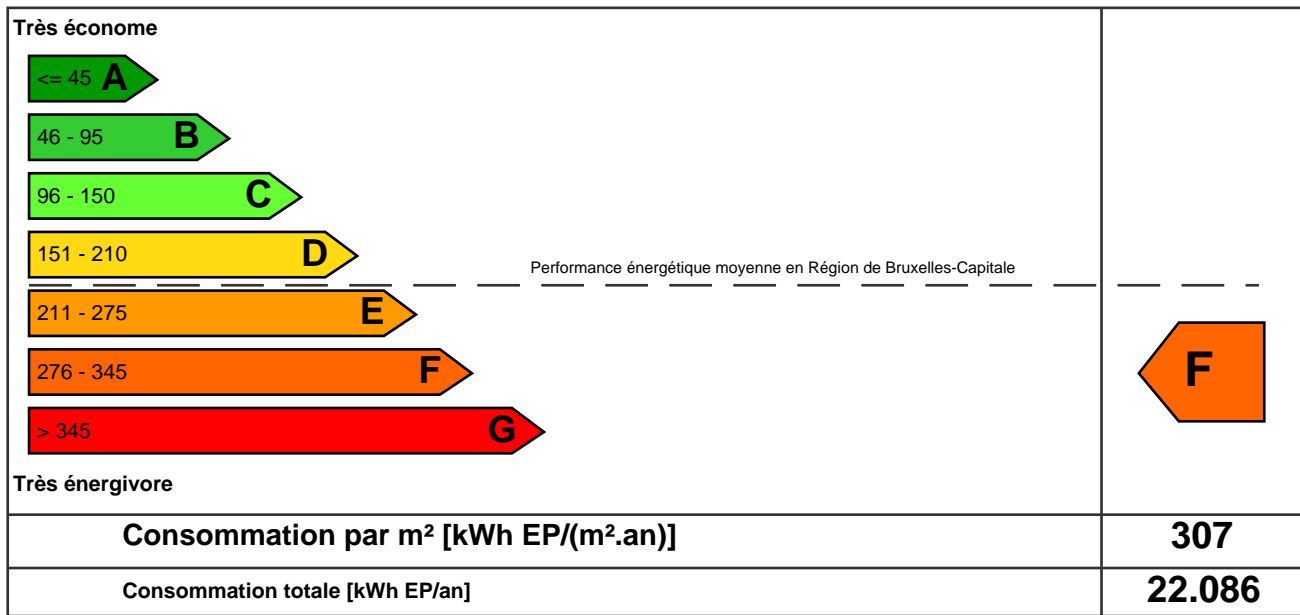 Très économe
<= 45 A
46 - 95 B
96 - 150 C
151 - 210 D
Performance énergétique moyenne en Région de Bruxelles-Capitale
211 - 275 E
276 - 345 F
F
> 345 G
Très énergivore
Consommation par m² [kWh EP/(m².an)] 307
Consommation totale [kWh EP/an] 22.086